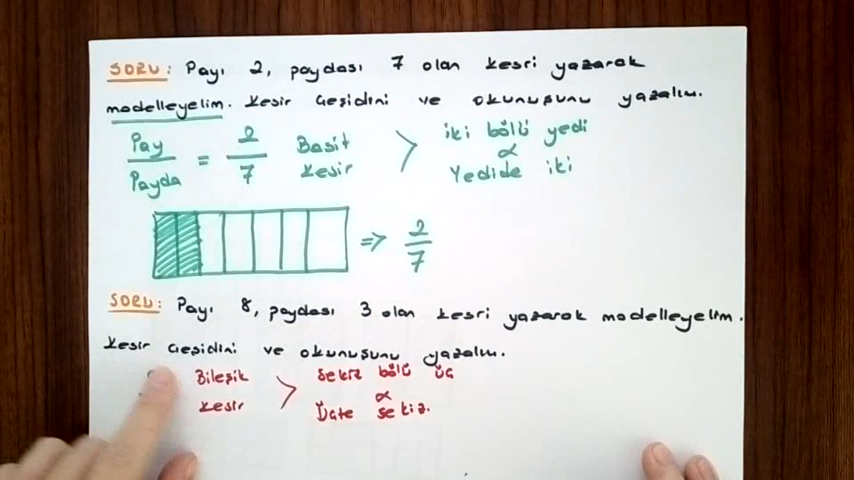 SORU: Payı 2, paydası 7 olan kesri yazarak
modelleyelim. Kesir çeşidini ve okunuşunu yazalım.
Pay / Payda = 2/7 Basit Kesir > iki bölü yedi
Yedide iki
⇒ 2/7
SORU: Payı 8, paydası 3 olan kesri yazarak modelleyelim.
Kesir çeşidini ve okunuşunu yazalım.
Bileşik > Sekiz bölü üç
Kesir Üçte sekiz.